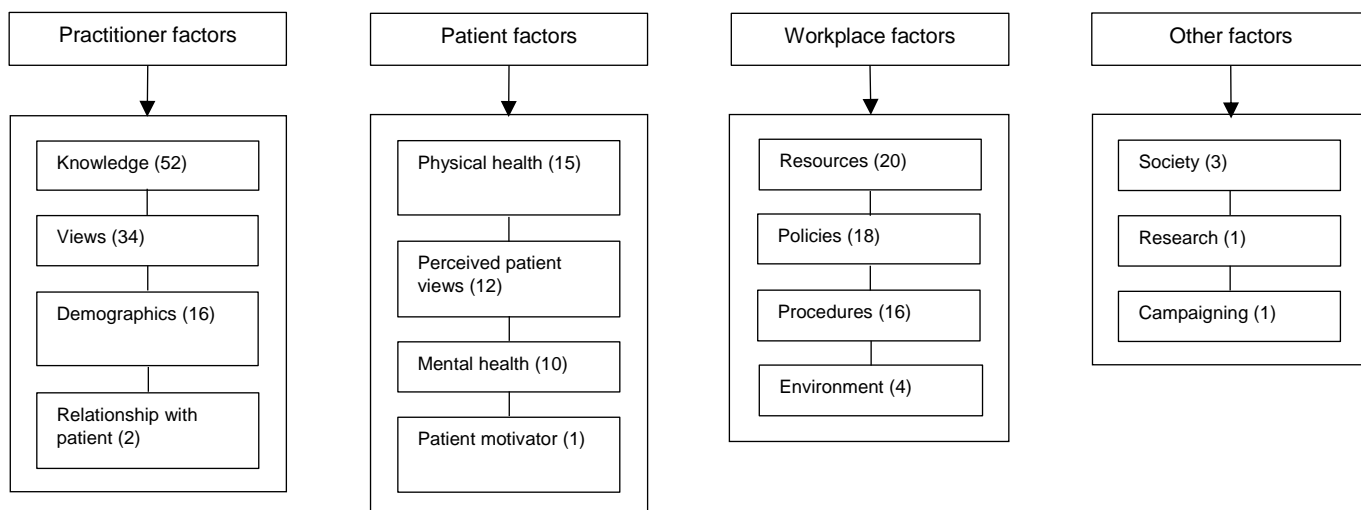 Practitioner factors
Knowledge (52)
Views (34)
Demographics (16)
Relationship with
patient (2)
Patient factors
Physical health (15)
Perceived patient
views (12)
Mental health (10)
Patient motivator (1)
Workplace factors
Resources (20)
Policies (18)
Procedures (16)
Environment (4)
Other factors
Society (3)
Research (1)
Campaigning (1)